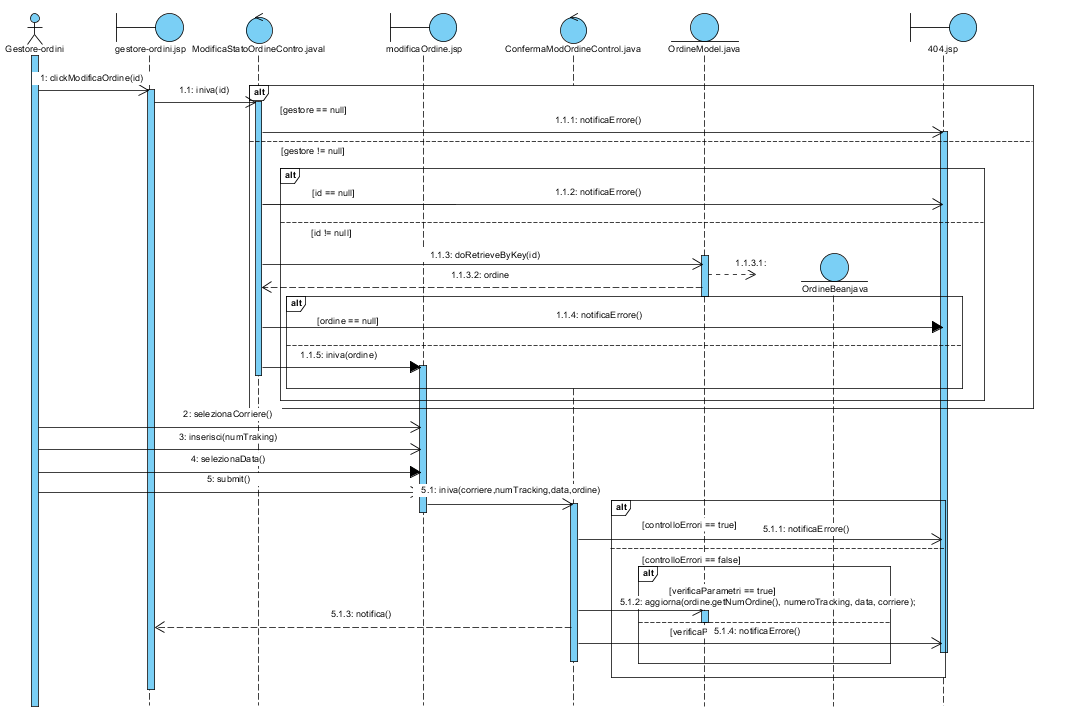 Gestore-ordini
gestore-ordini.jsp
ModificaStatoOrdineContro.javal
modificaOrdine.jsp
ConfermaModOrdineControl.java
OrdineModel.java
404.jsp
1: clickModificaOrdine(id)
1.1: iniva(id)
alt
[gestore == null]
1.1.1: notificaErrore()
[gestore != null]
alt
[id == null]
1.1.2: notificaErrore()
[id != null]
1.1.3: doRetrieveByKey(id)
1.1.3.1:
1.1.3.2: ordine
OrdineBeanjava
alt
[ordine == null]
1.1.4: notificaErrore()
1.1.5: iniva(ordine)
2: selezionaCorriere()
3: inserisci(numTraking)
4: selezionaData()
5: submit()
5.1: iniva(corriere,numTracking,data,ordine)
alt
[controlloErrori == true]
5.1.1: notificaErrore()
[controlloErrori == false]
alt
[verificaParametri == true]
5.1.2: aggiorna(ordine.getNumOrdine(), numeroTracking, data, corriere);
5.1.3: notifica()
5.1.4: notificaErrore()